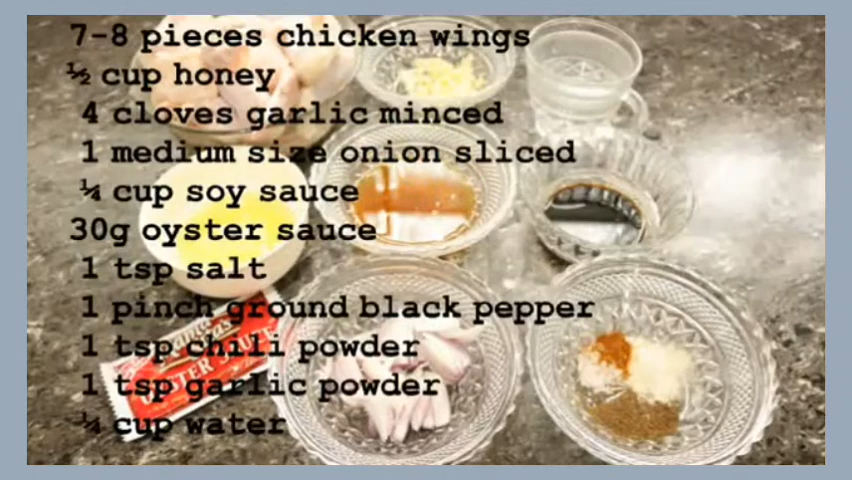 7-8 pieces chicken wings
½ cup honey
4 cloves garlic minced
1 medium size onion sliced
¼ cup soy sauce
30g oyster sauce
1 tsp salt
1 pinch ground black pepper
1 tsp chili powder
1 tsp garlic powder
¼ cup water